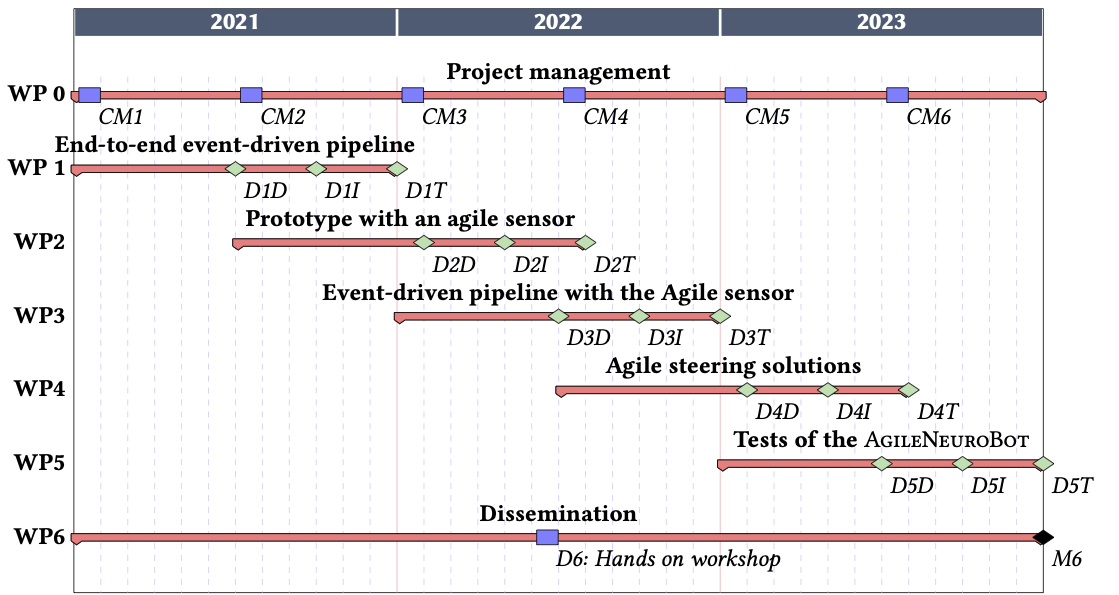 2021 2022 2023
Project management
WP 0
CM1 CM2 CM3 CM4 CM5 CM6
End-to-end event-driven pipeline
WP 1
D1D D1I D1T
Prototype with an agile sensor
WP2
D2D D2I D2T
Event-driven pipeline with the Agile sensor
WP3
D3D D3I D3T
Agile steering solutions
WP4
D4D D4I D4T
Tests of the AGILENEUROBOT
WP5
D5D D5I D5T
Dissemination
WP6
D6: Hands on workshop M6